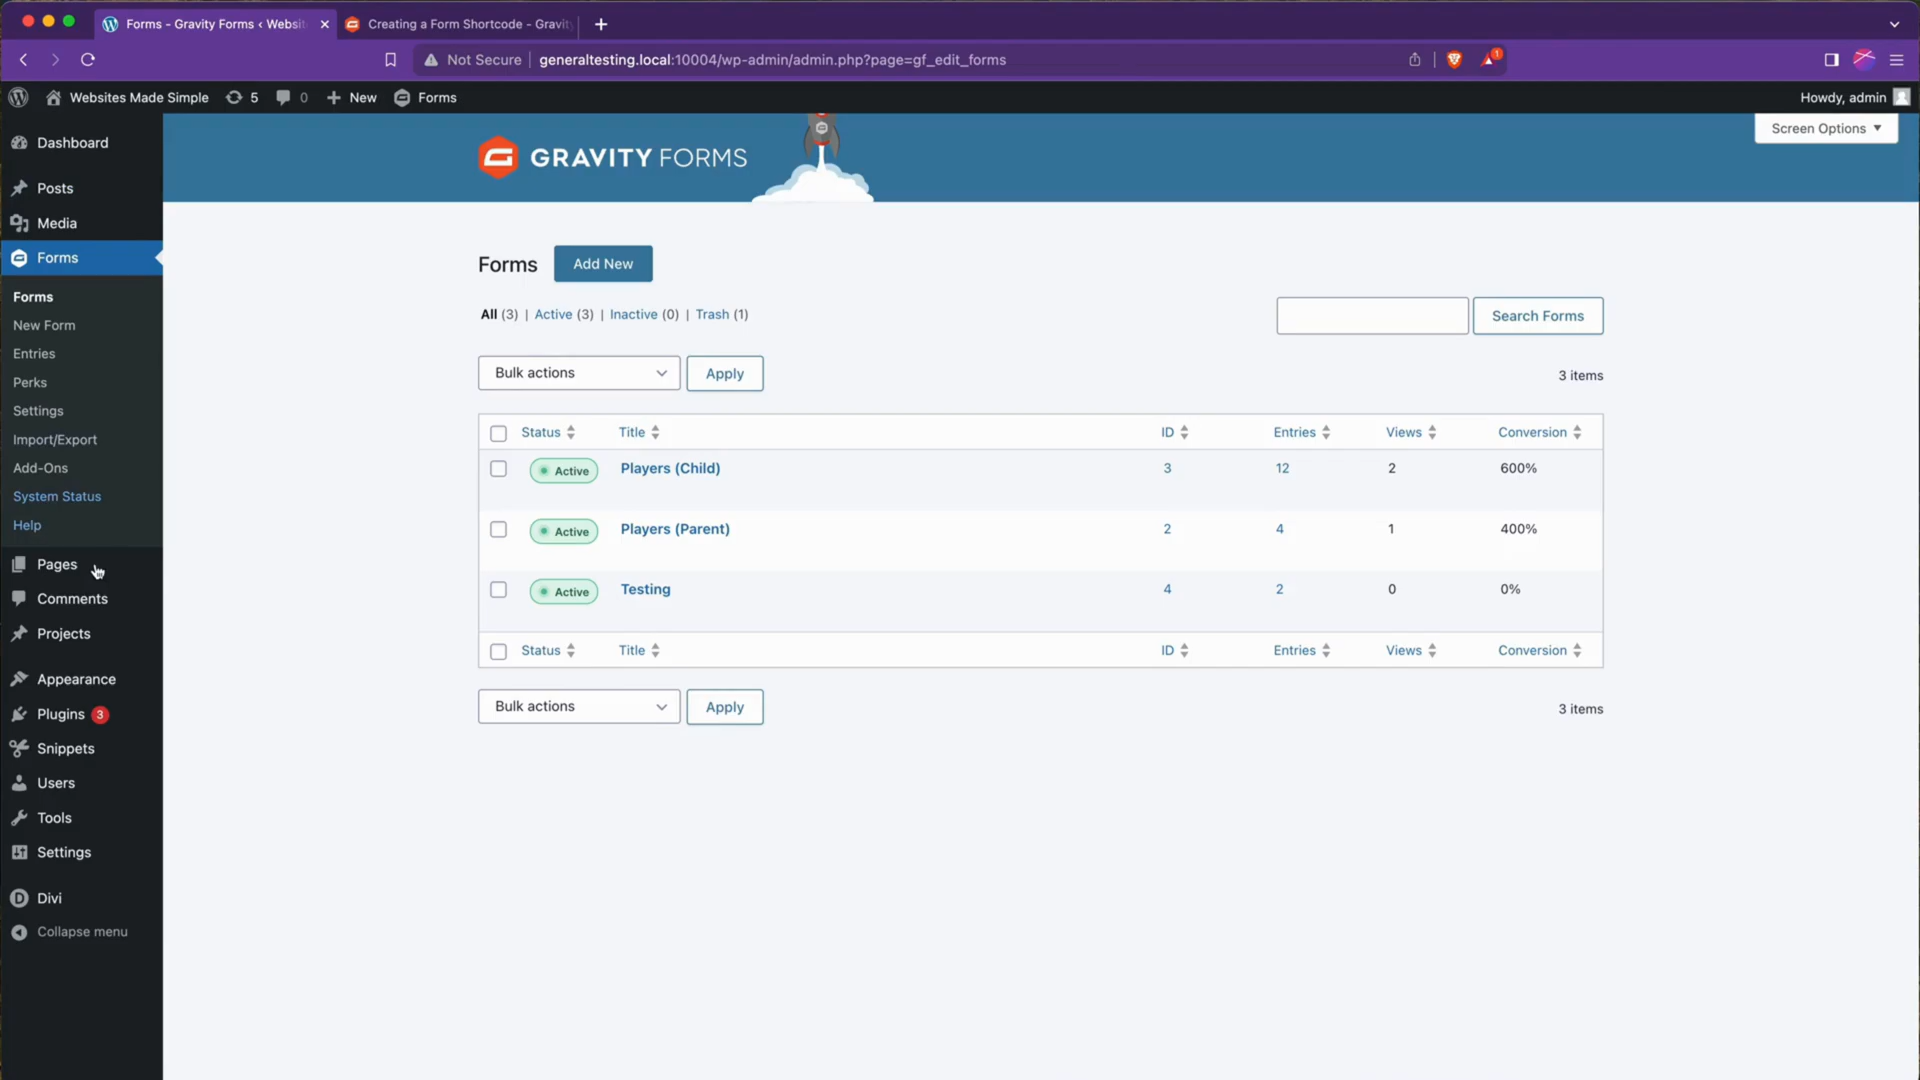 Forms - Gravity Forms ‹ Websit
Creating a Form Shortcode - Gravit
Not Secure generaltesting.local:10004/wp-admin/admin.php?page=gf_edit_forms
1
Websites Made Simple 5 0 New Forms Howdy, admin
Dashboard
Posts
Media
Forms
Forms
New Form
Entries
Perks
Settings
Import/Export
Add-Ons
System Status
Help
Pages
Comments
Projects
Appearance
Plugins 3
Snippets
Users
Tools
Settings
Divi
Collapse menu
Screen Options
GRAVITY FORMS
Forms Add New
All (3) | Active (3) | Inactive (0) | Trash (1)
Search Forms
Bulk actions Apply
3 items
Status Title ID Entries Views Conversion
Active Players (Child) 3 12 2 600%
Active Players (Parent) 2 4 1 400%
Active Testing 4 2 0 0%
Status Title ID Entries Views Conversion
Bulk actions Apply
3 items